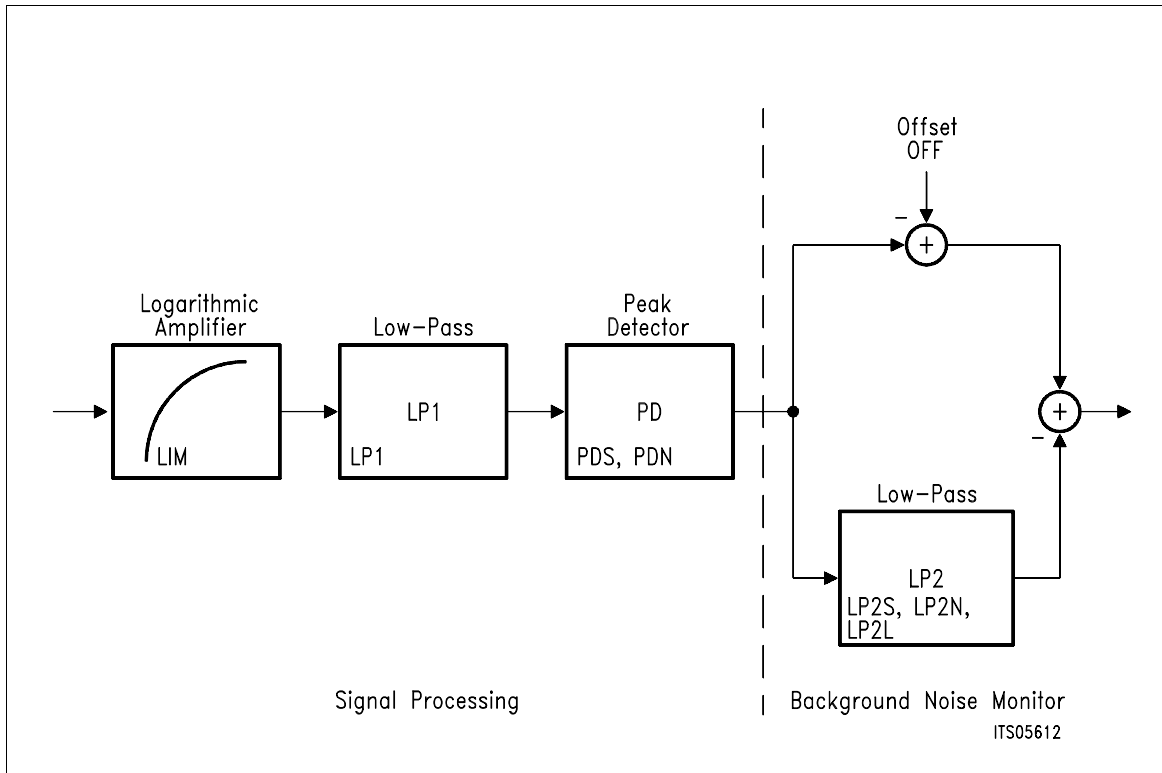 Offset
OFF
−
+
Logarithmic
Amplifier
LIM
Low-Pass
LP1
LP1
Peak
Detector
PD
PDS, PDN
+
−
Low-Pass
LP2
LP2S, LP2N,
LP2L
Signal Processing
Background Noise Monitor
ITS05612